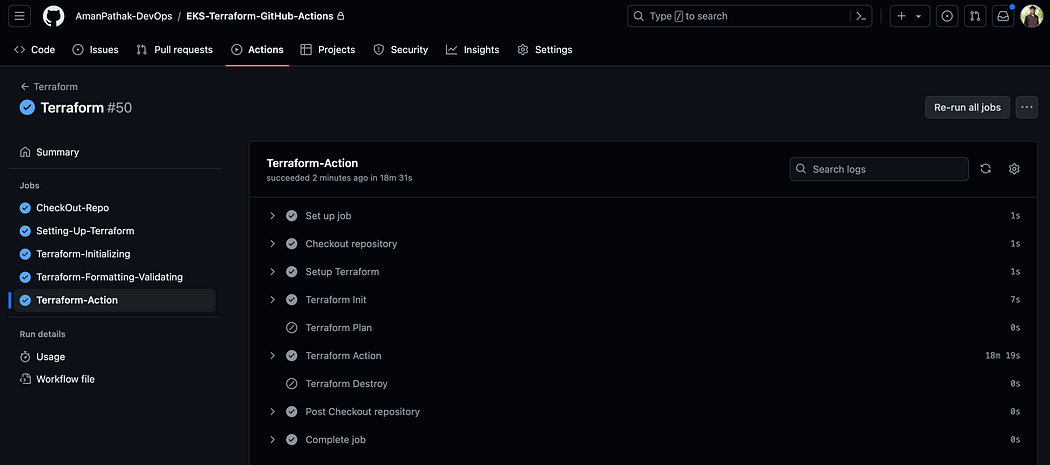 AmanPathak-DevOps / EKS-Terraform-GitHub-Actions
Type / to search
Code
Issues
Pull requests
Actions
Projects
Security
Insights
Settings
Terraform
Terraform #50
Re-run all jobs
Summary
Jobs
CheckOut-Repo
Setting-Up-Terraform
Terraform-Initializing
Terraform-Formatting-Validating
Terraform-Action
Run details
Usage
Workflow file
Terraform-Action
succeeded 2 minutes ago in 18m 31s
Search logs
Set up job 1s
Checkout repository 1s
Setup Terraform 1s
Terraform Init 7s
Terraform Plan 0s
Terraform Action 18m 19s
Terraform Destroy 0s
Post Checkout repository 0s
Complete job 0s